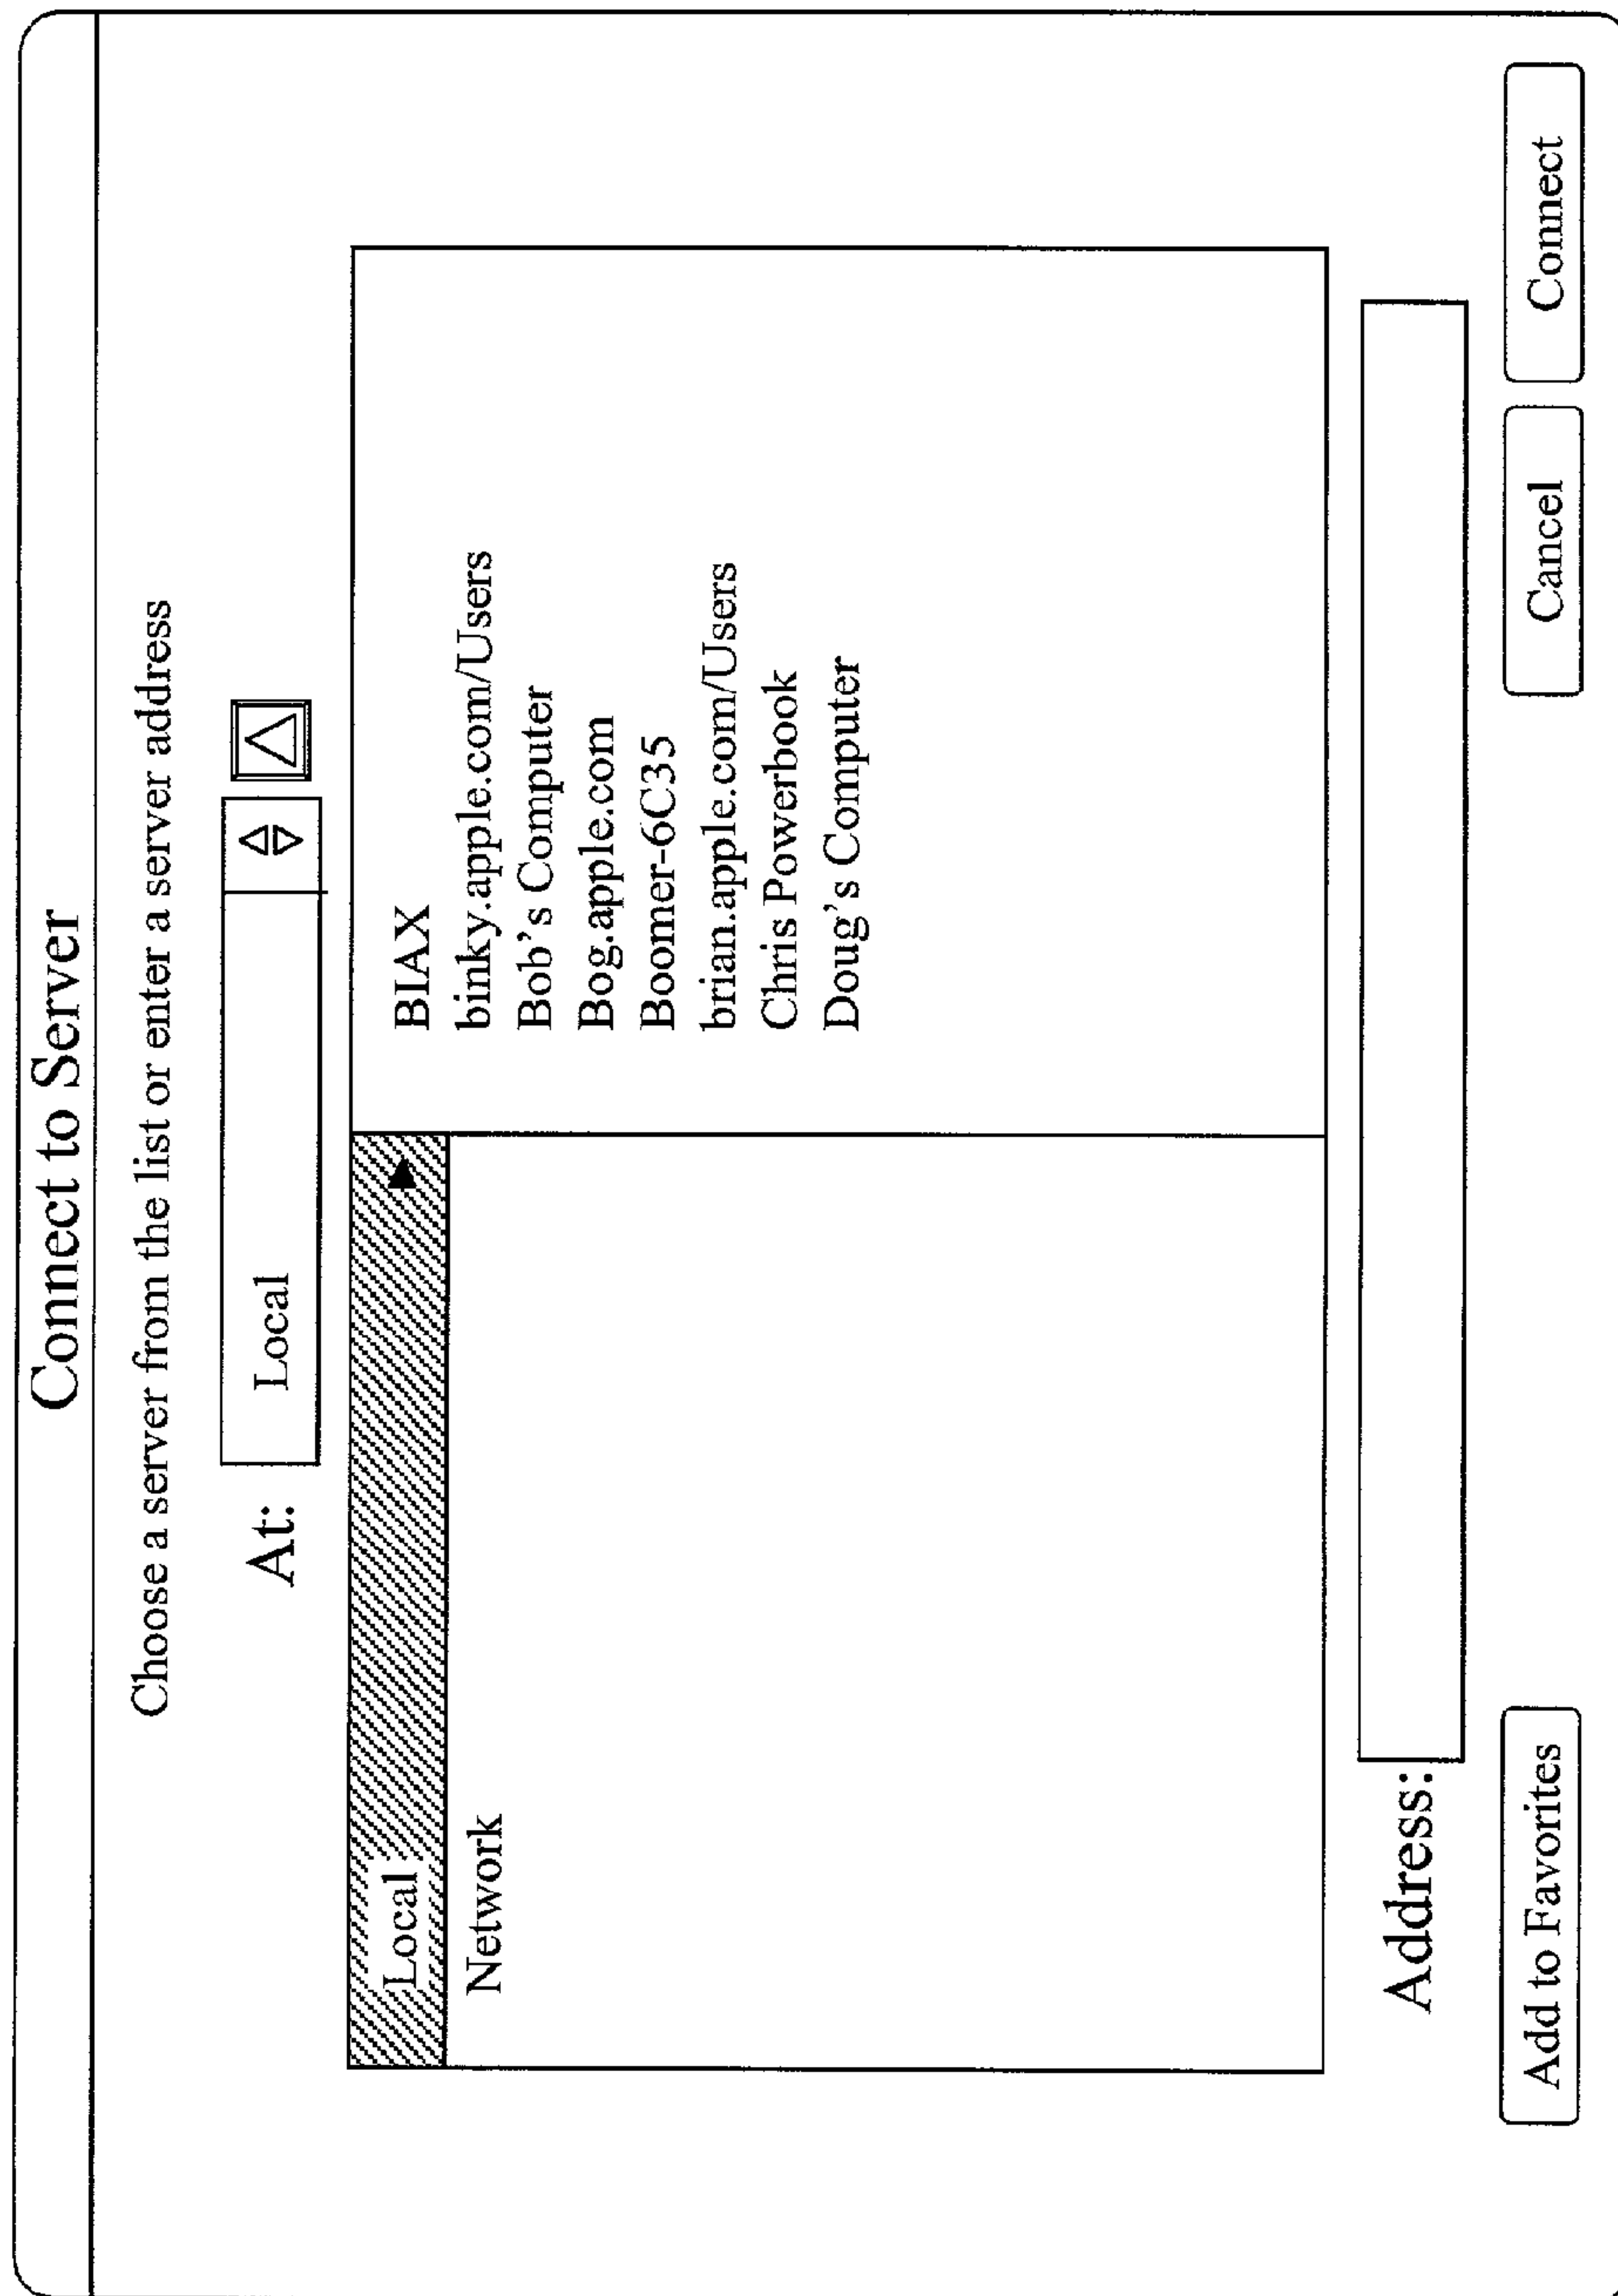 Connect to Server
Choose a server from the list or enter a server address
At: Local
Local
Network
BIAX
binky.apple.com/Users
Bob's Computer
Bog.apple.com
Boomer-6C35
brian.apple.com/Users
Chris Powerbook
Doug's Computer
Address:
Add to Favorites
Cancel
Connect